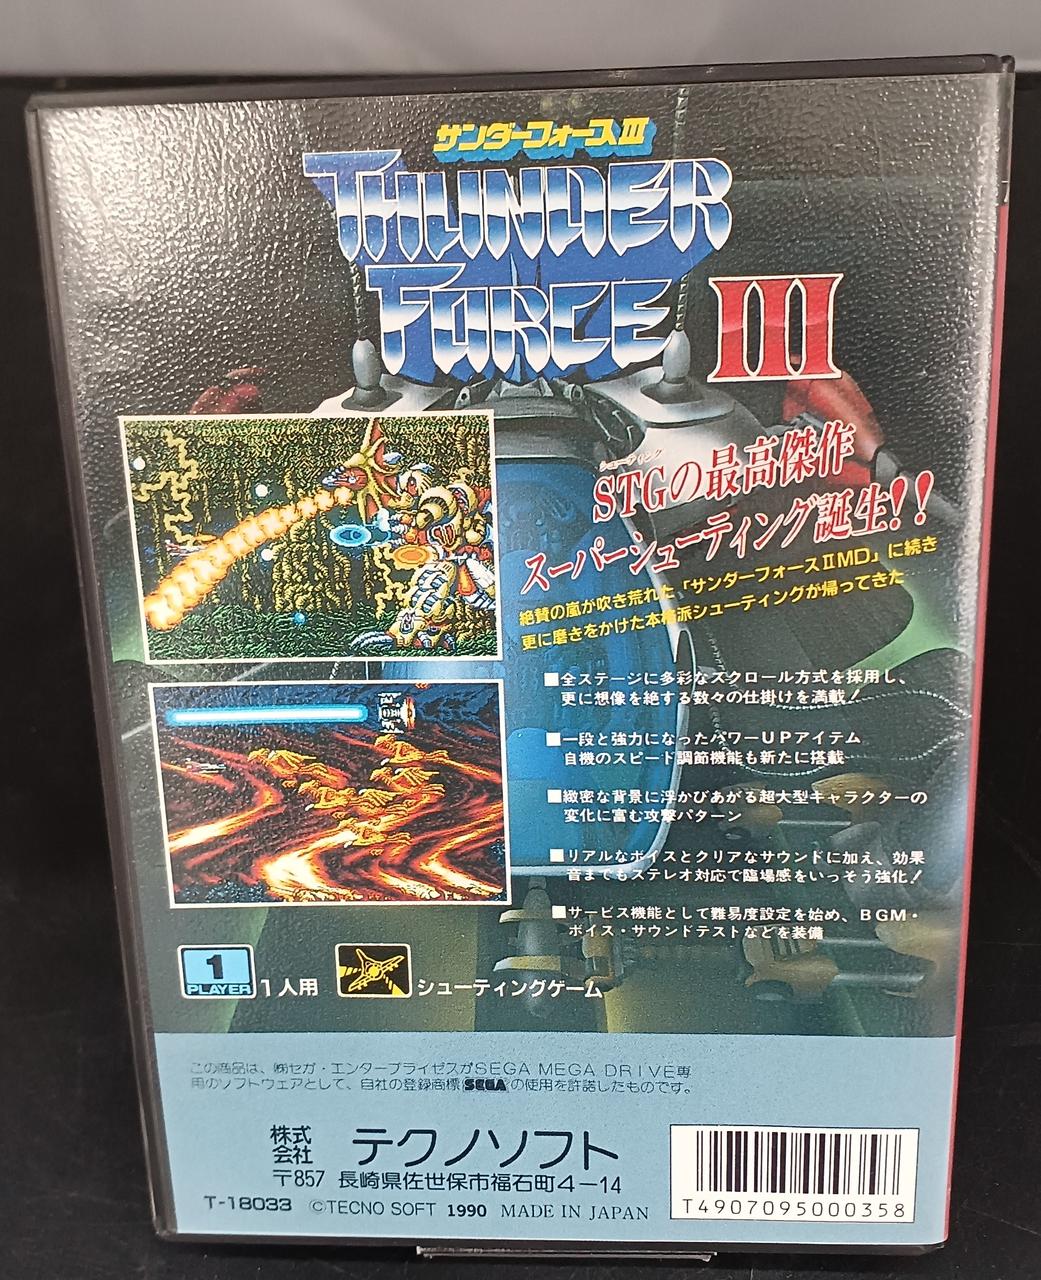 サンダーフォースIII
THUNDER
FORCE III
シューティング
STGの最高傑作
スーパーシューティング誕生!!
絶賛の嵐が吹き荒れた「サンダーフォースIIMD」に続き
更に磨きをかけた本格派シューティングが帰ってきた
■全ステージに多彩なスクロール方式を採用し、
更に想像を絶する数々の仕掛けを満載!
■一段と強力になったパワーUPアイテム
自機のスピード調節機能も新たに搭載
■緻密な背景に浮かびあがる超大型キャラクターの
変化に富む攻撃パターン
■リアルなボイスとクリアなサウンドに加え、効果
音までもステレオ対応で臨場感をいっそう強化!
■サービス機能として難易度設定を始め、BGM・
ボイス・サウンドテストなどを装備
1
PLAYER
1人用
シューティングゲーム
この商品は、㈱セガ・エンタープライゼスがSEGA MEGA DRIVE専
用のソフトウェアとして、自社の登録商標SEGAの使用を許諾したものです。
株式
会社
テクノソフト
〒857 長崎県佐世保市福石町4-14
T-18033 ©TECNO SOFT 1990 MADE IN JAPAN
T4907095000358